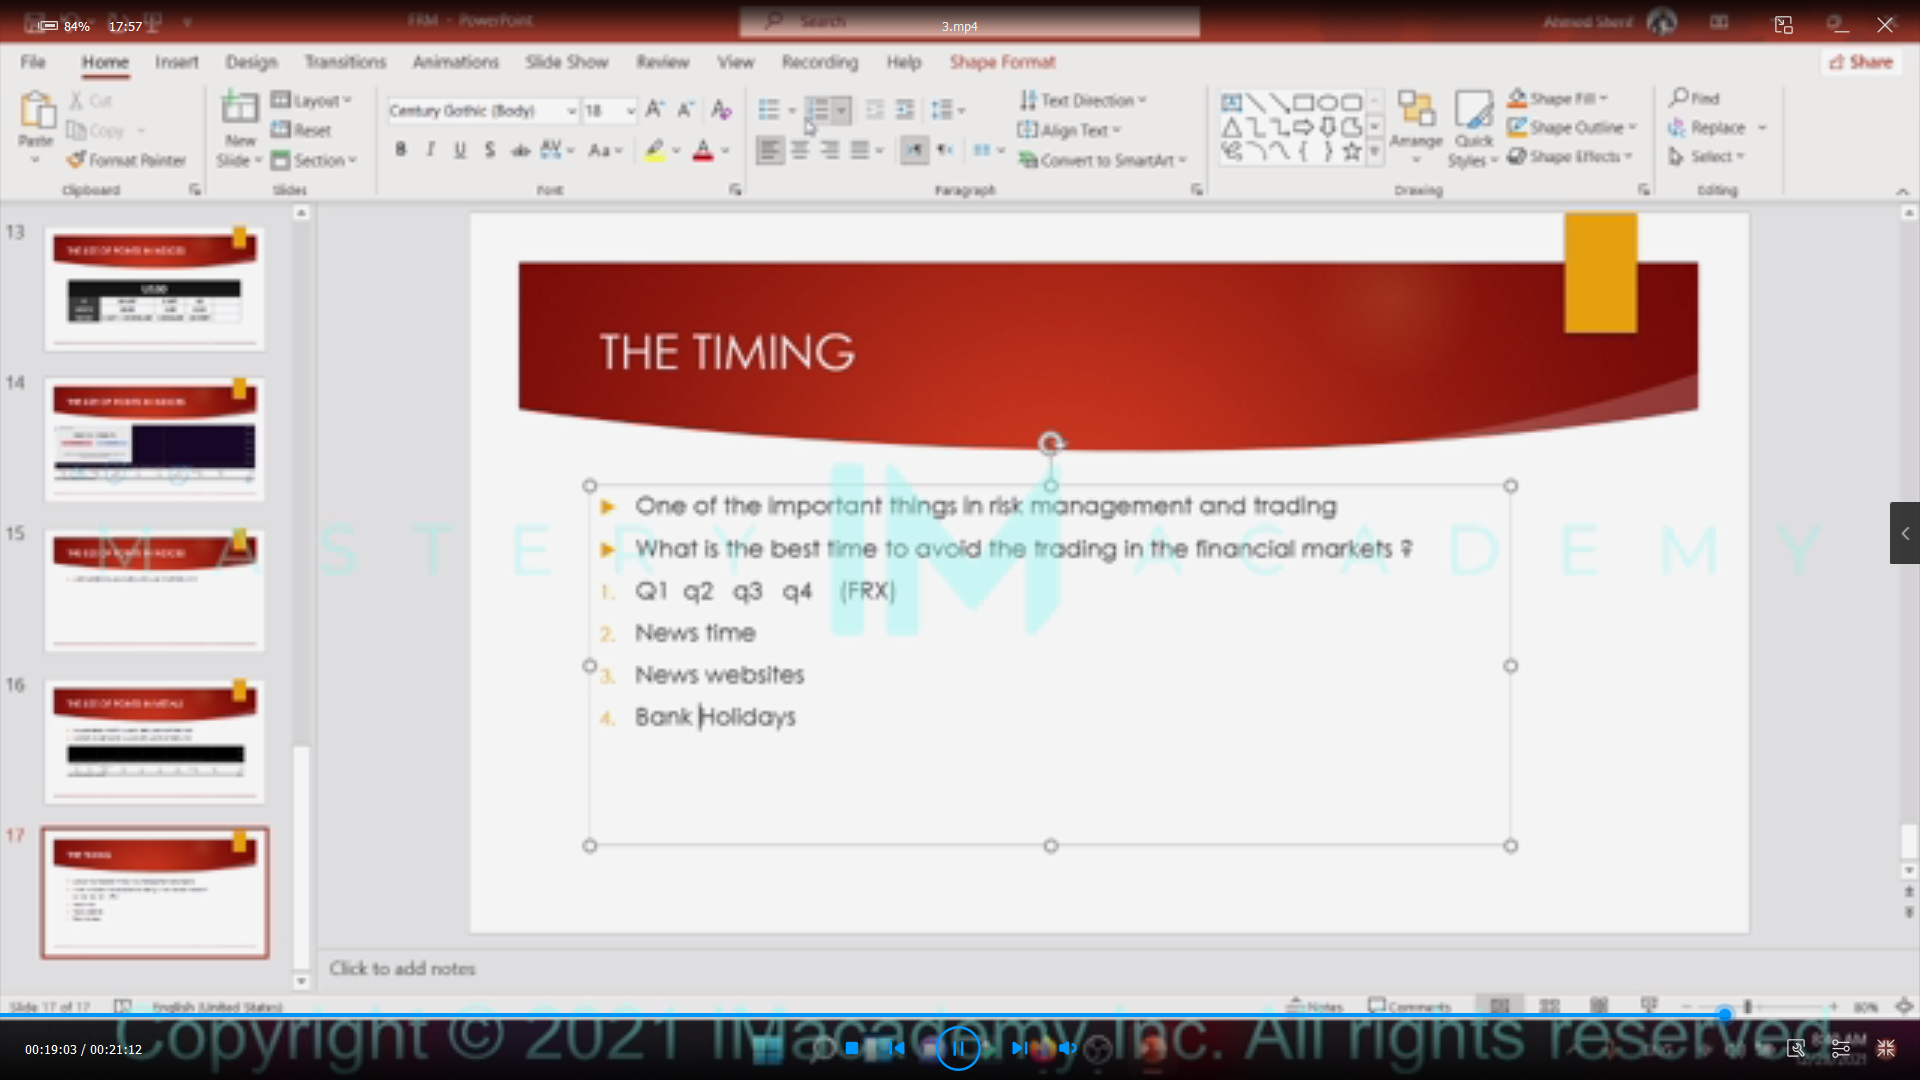 84% 17:57
3.mp4
FRM - PowerPoint
Search
Ahmed Sherif
File Home Insert Design Transitions Animations Slide Show Review View Recording Help Shape Format
Share
Paste
Cut
Copy
Format Painter
Clipboard
New Slide
Layout
Reset
Section
Slides
Century Gothic (Body) 18
Font
Text Direction
Align Text
Convert to SmartArt
Paragraph
Arrange
Quick Styles
Shape Fill
Shape Outline
Shape Effects
Drawing
Find
Replace
Select
Editing
13
14
15
16
17
THE TIMING
One of the important things in risk management and trading
What is the best time to avoid the trading in the financial markets ?
1. Q1 q2 q3 q4 (FRX)
2. News time
3. News websites
4. Bank Holidays
MASTERY IM ACADEMY
Click to add notes
Slide 17 of 17 English (United States)
Notes Comments 80%
Copyright © 2021 IMacademy Inc. All rights reserved
00:19:03 / 00:21:12